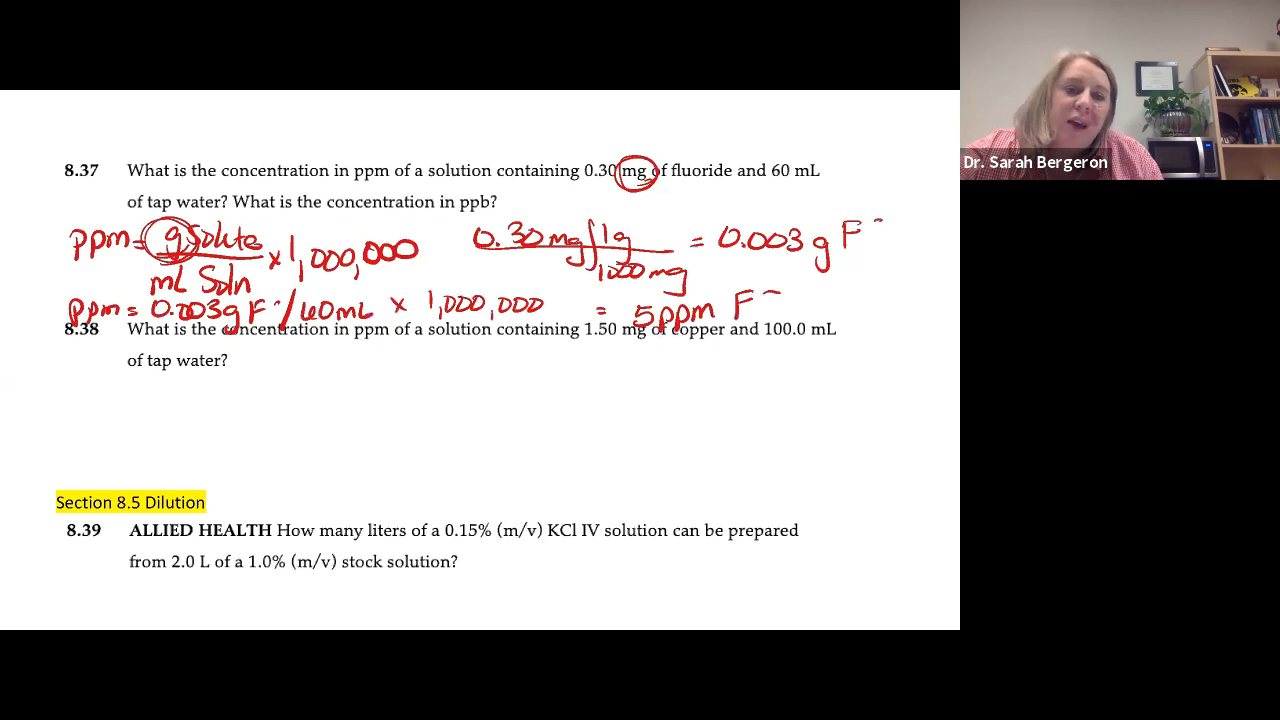 8.37 What is the concentration in ppm of a solution containing 0.30 mg of fluoride and 60 mL
of tap water? What is the concentration in ppb?
ppm = g solute / mL Soln × 1,000,000
0.30 mg | 1g / 1000 mg = 0.003 g F⁻
ppm = 0.003g F⁻ / 60mL × 1,000,000 = 5ppm F⁻
8.38 What is the concentration in ppm of a solution containing 1.50 mg of copper and 100.0 mL
of tap water?
Section 8.5 Dilution
8.39 ALLIED HEALTH How many liters of a 0.15% (m/v) KCl IV solution can be prepared
from 2.0 L of a 1.0% (m/v) stock solution?
Dr. Sarah Bergeron